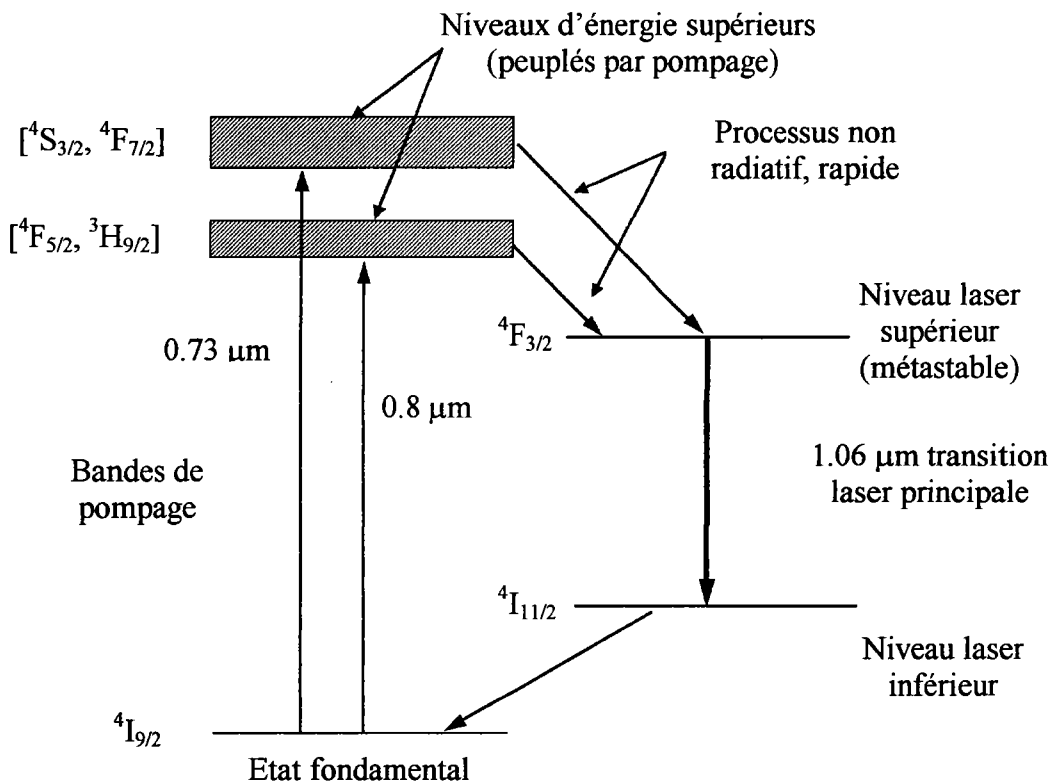 Niveaux d'énergie supérieurs
(peuplés par pompage)
[⁴S₃/₂, ⁴F₇/₂]
Processus non
radiatif, rapide
[⁴F₅/₂, ³H₉/₂]
Niveau laser
supérieur
(métastable)
⁴F₃/₂
0.73 µm
0.8 µm
1.06 µm transition
laser principale
Bandes de
pompage
⁴I₁₁/₂
Niveau laser
inférieur
⁴I₉/₂
Etat fondamental